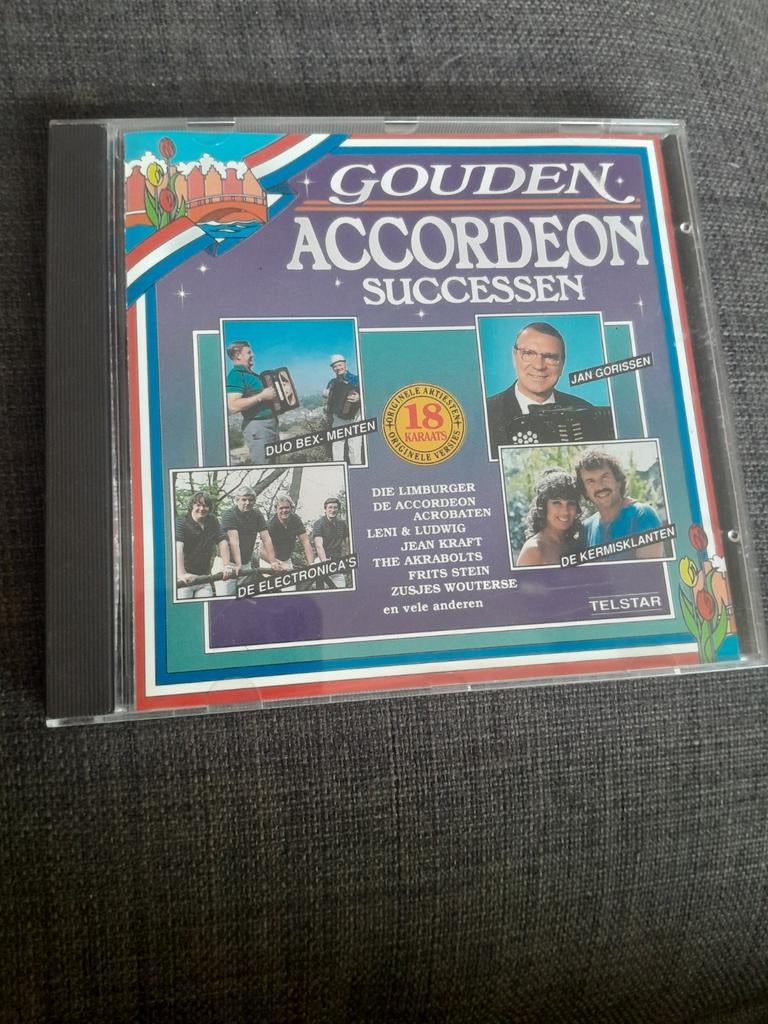 GOUDEN
ACCORDEON
SUCCESSEN
DUO BEX-MENTEN
JAN GORISSEN
ORIGINELE ARTIESTEN
18
KARAATS
ORIGINELE VERSIES
DE ELECTRONICA'S
DE KERMISKLANTEN
DIE LIMBURGER
DE ACCORDEON
ACROBATEN
LENI & LUDWIG
JEAN KRAFT
THE AKRABOLTS
FRITS STEIN
ZUSJES WOUTERSE
en vele anderen
TELSTAR